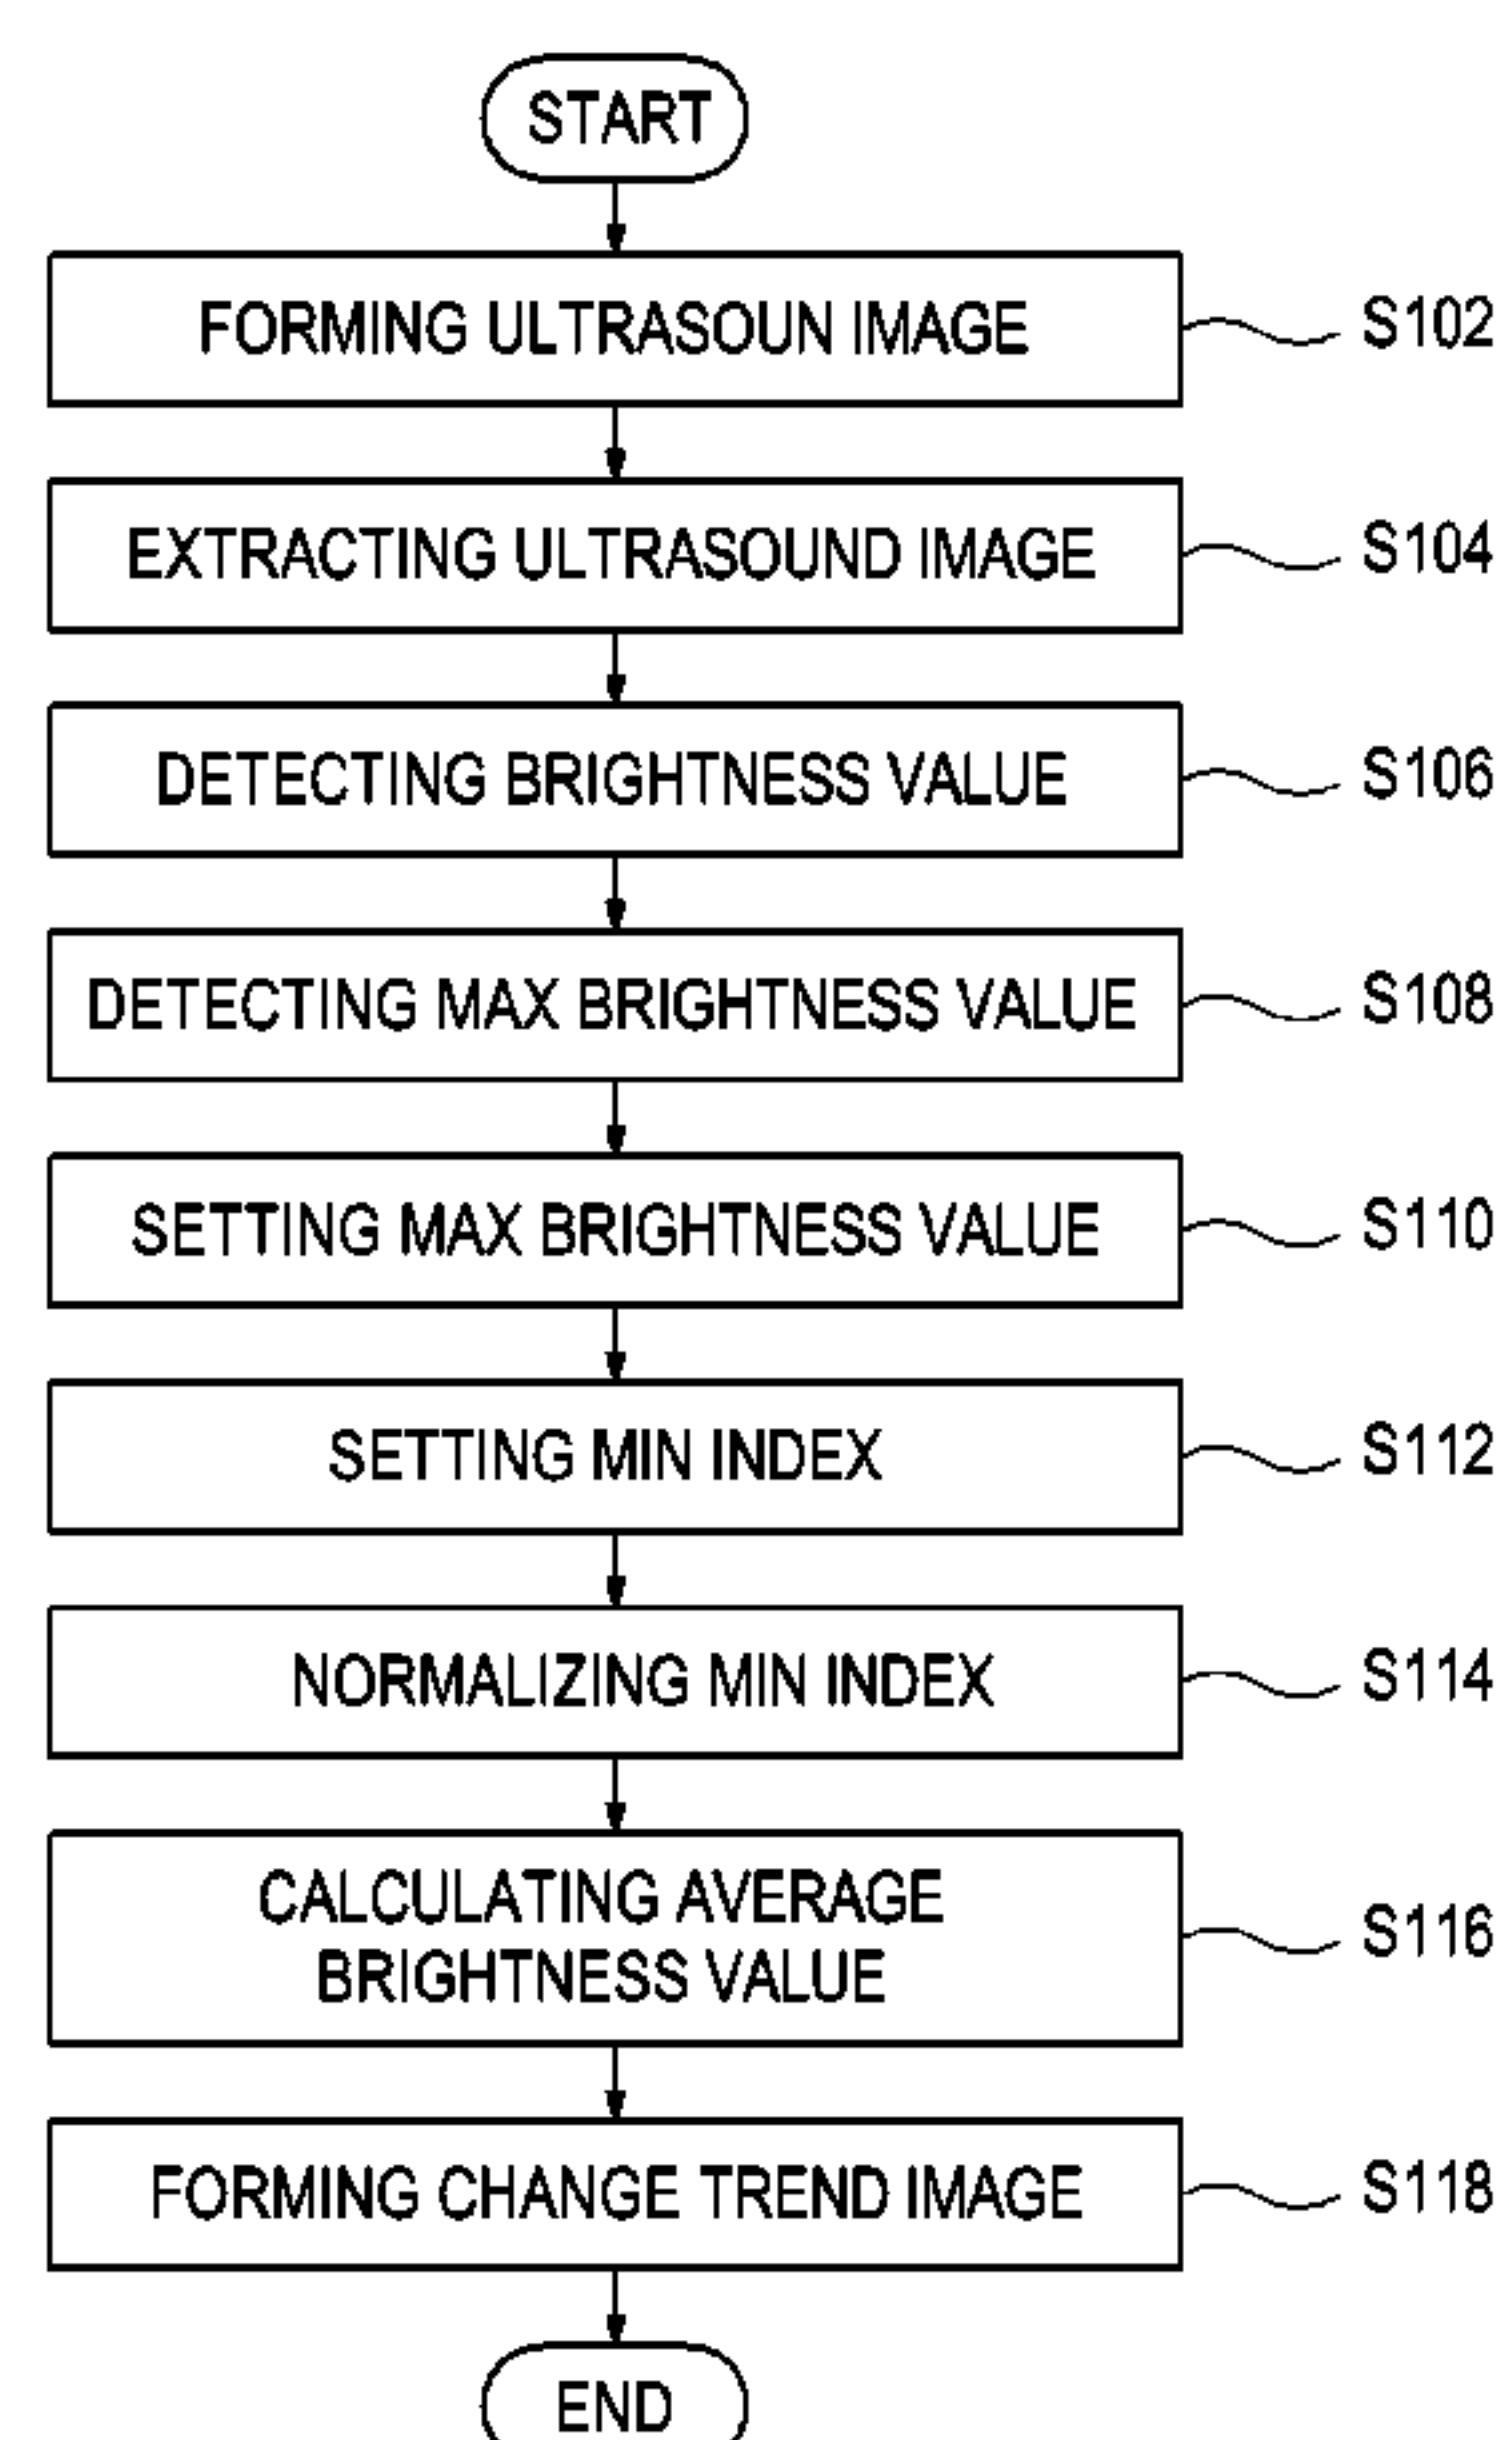 START
FORMING ULTRASOUN IMAGE
S102
EXTRACTING ULTRASOUND IMAGE
S104
DETECTING BRIGHTNESS VALUE
S106
DETECTING MAX BRIGHTNESS VALUE
S108
SETTING MAX BRIGHTNESS VALUE
S110
SETTING MIN INDEX
S112
NORMALIZING MIN INDEX
S114
CALCULATING AVERAGE
BRIGHTNESS VALUE
S116
FORMING CHANGE TREND IMAGE
S118
END